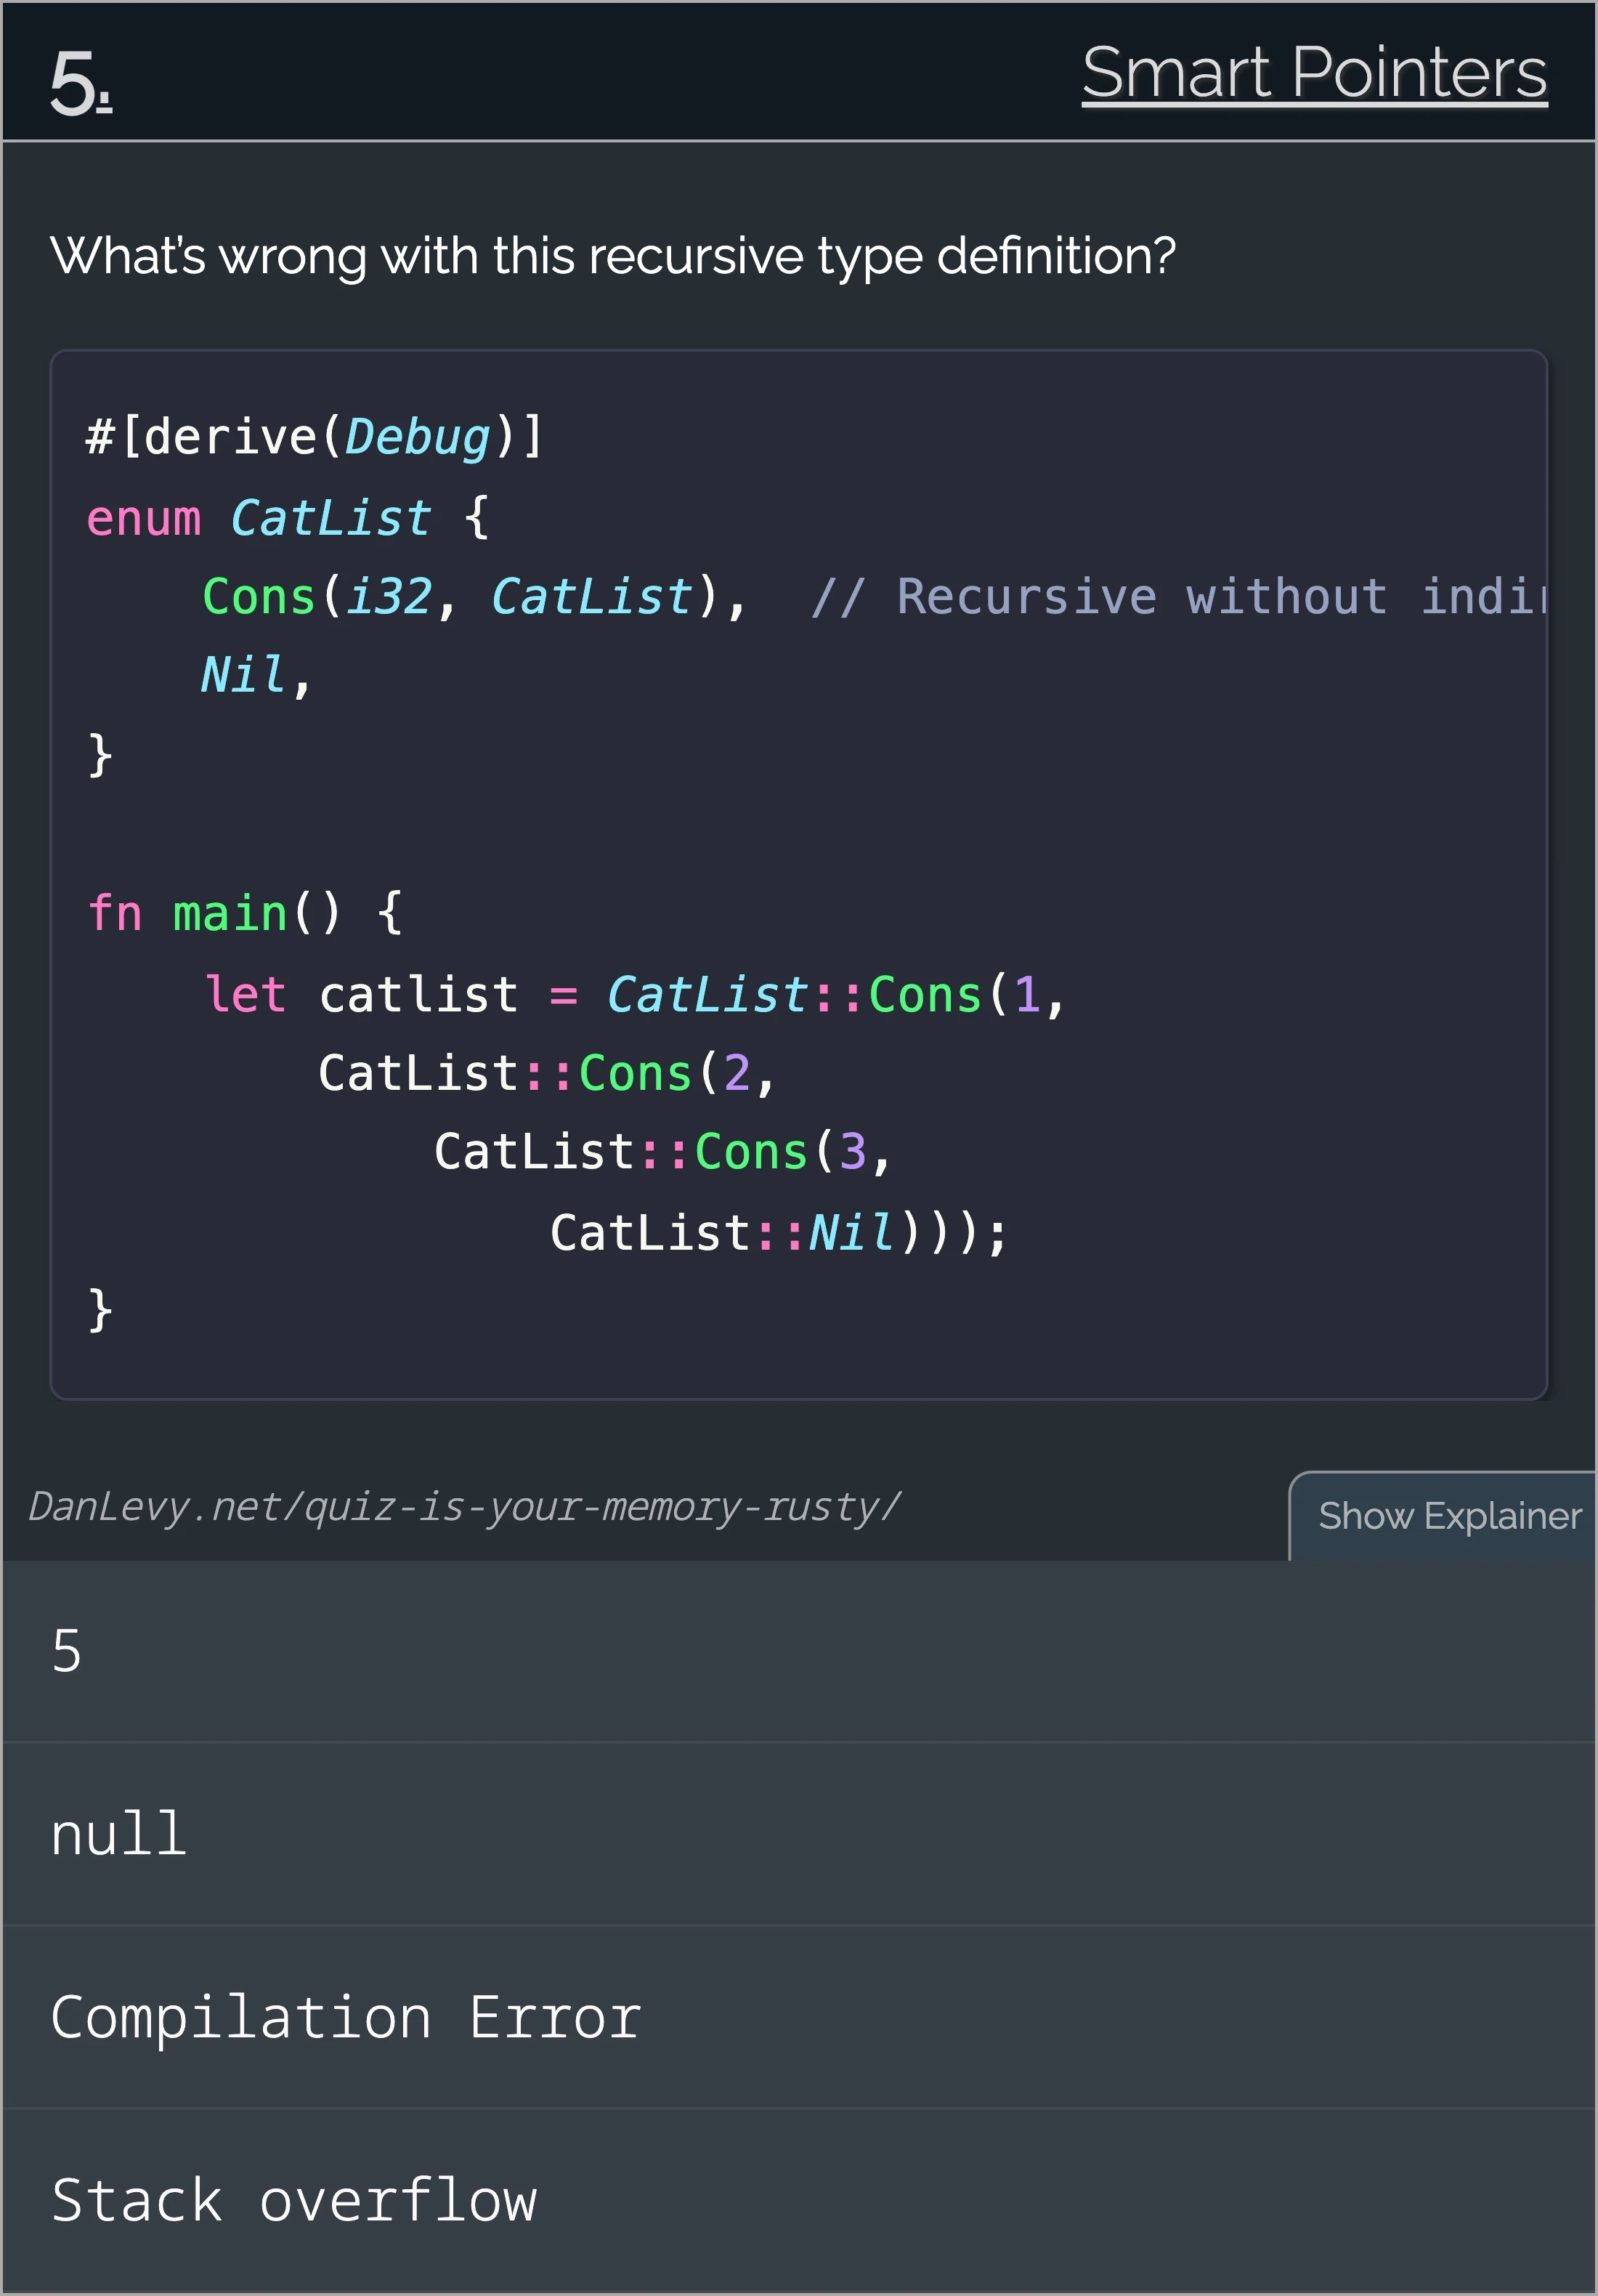 5.
Smart Pointers
What’s wrong with this recursive type definition?
#[derive(Debug)]
enum CatList {
    Cons(i32, CatList),  // Recursive without
    Nil,
}
fn main() {
    let catlist = CatList::Cons(1,
        CatList::Cons(2,
            CatList::Cons(3,
                CatList::Nil)));
}
DanLevy.net/quiz-is-your-memory-rusty/
Show Explainer
5
null
Compilation Error
Stack overflow